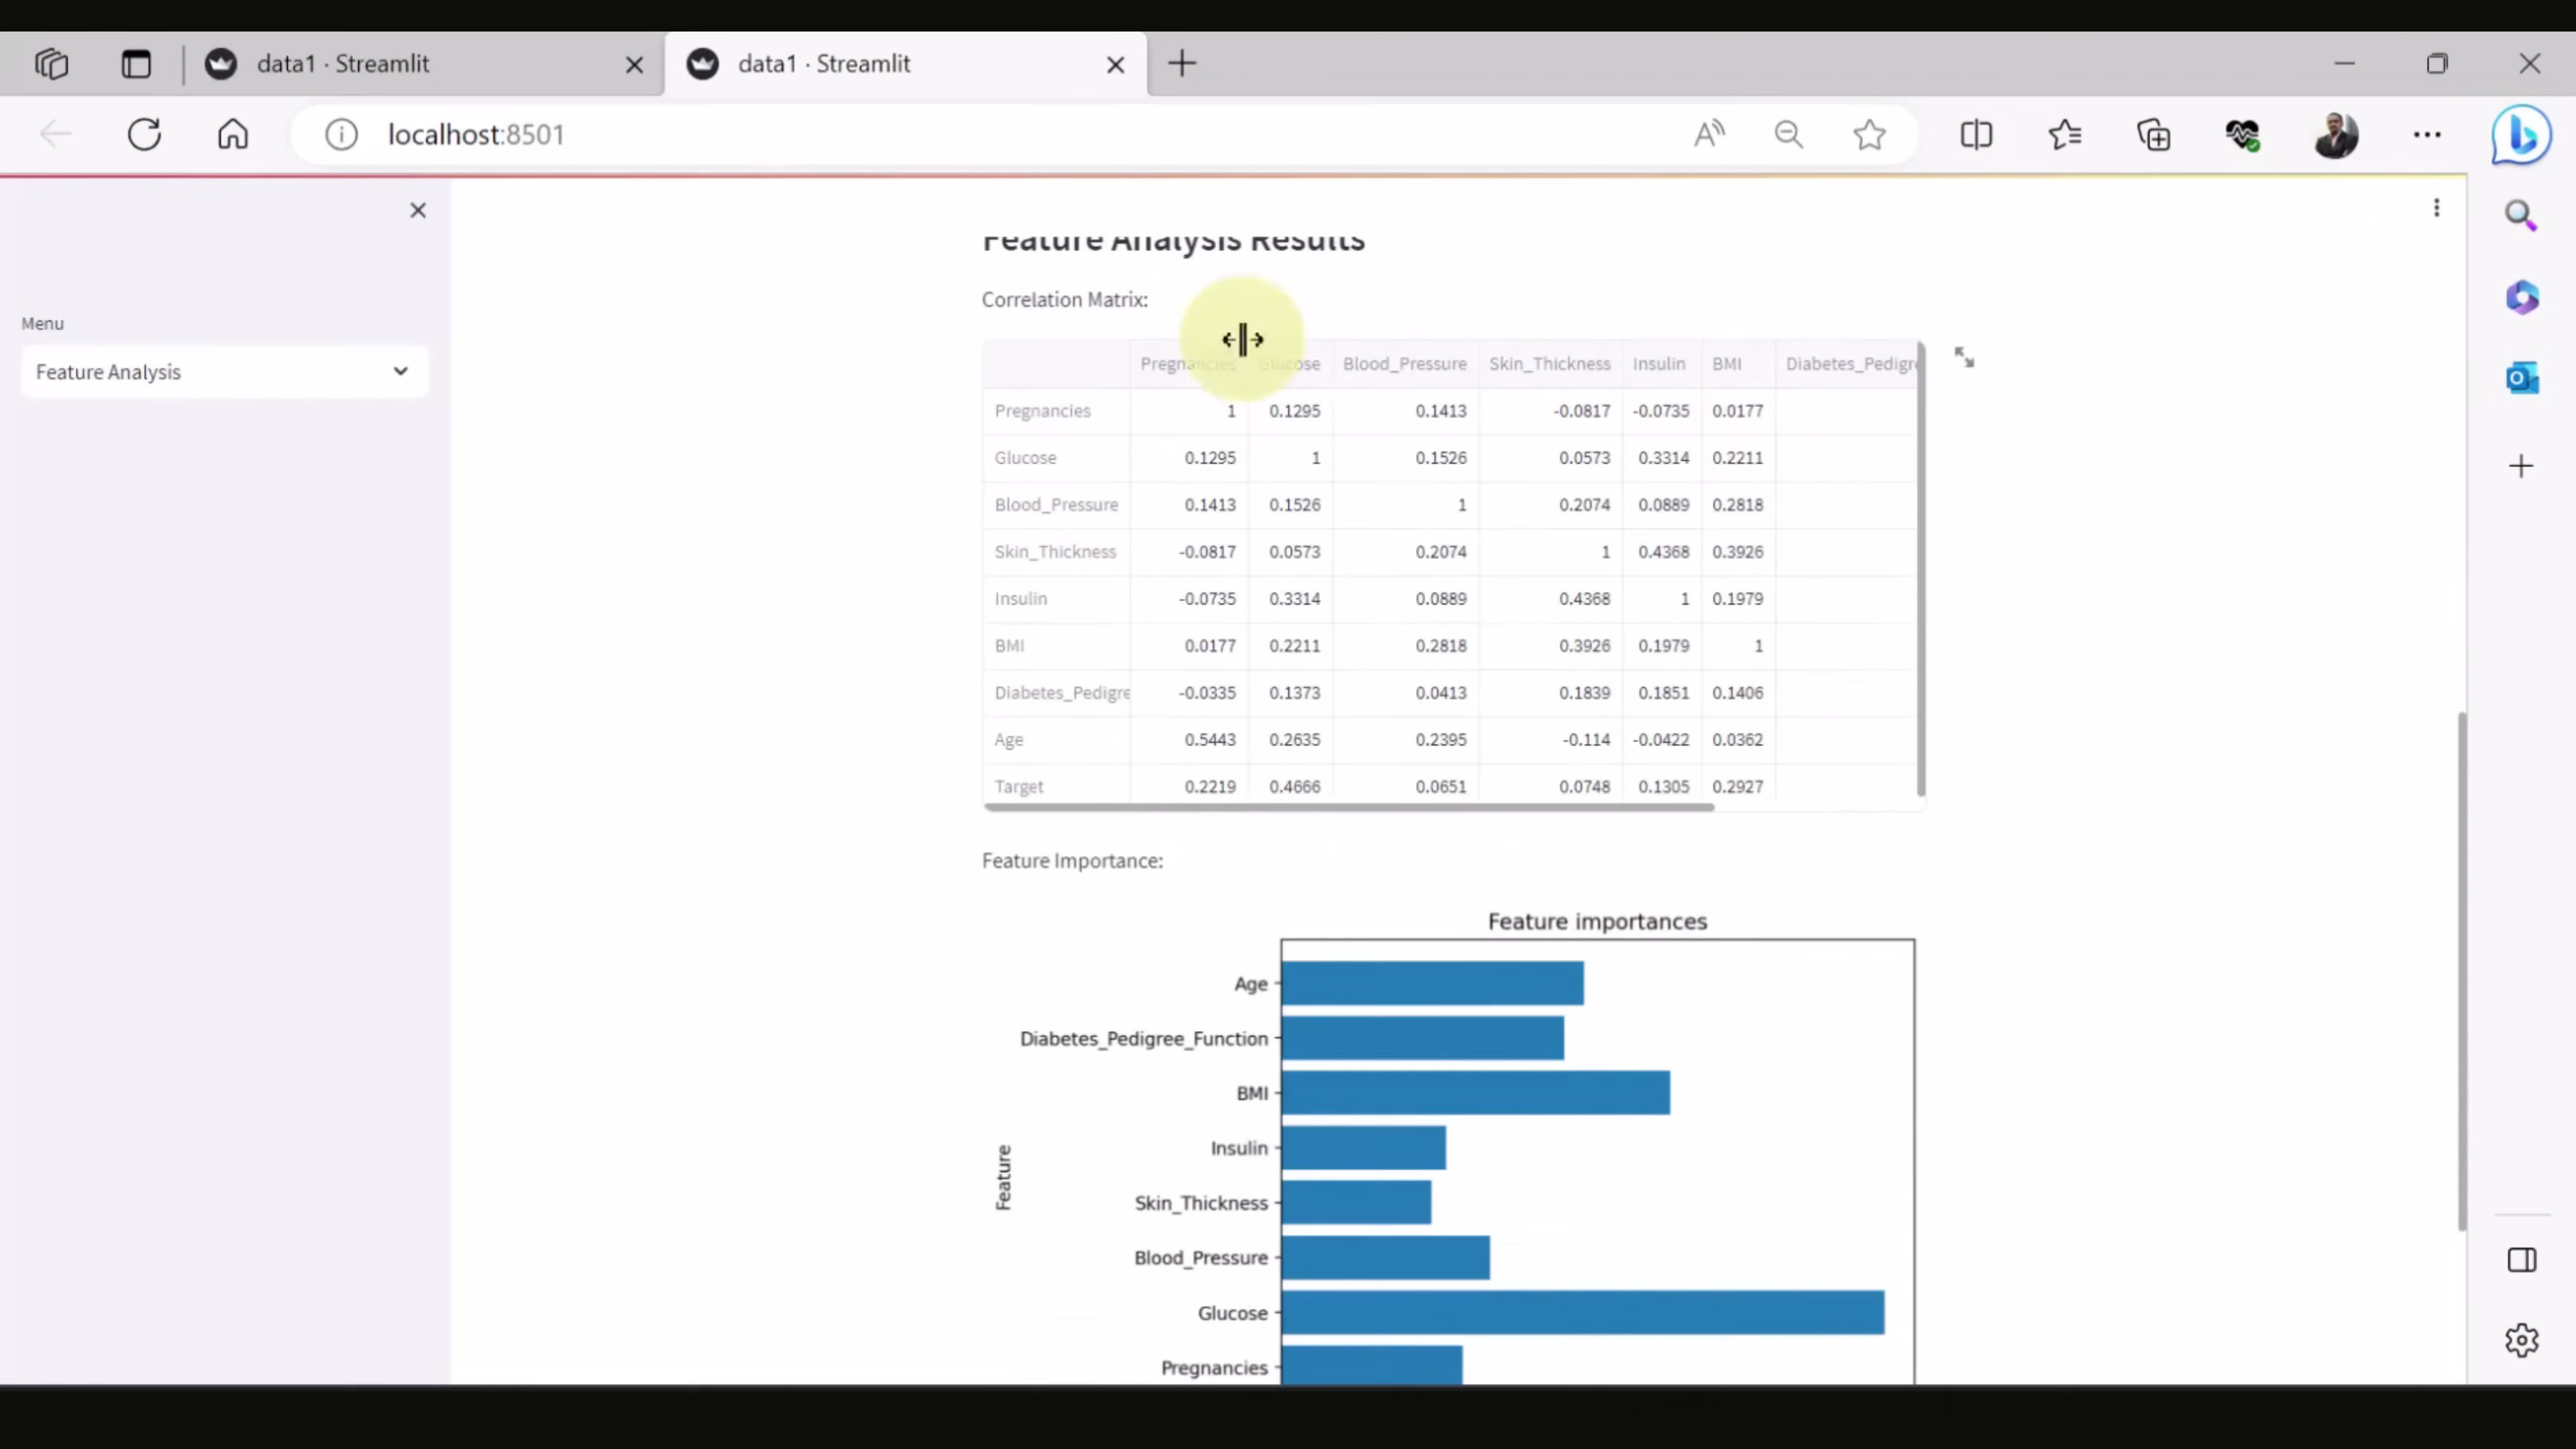 data1 · Streamlit
data1 · Streamlit
localhost:8501
Feature Analysis Results
Correlation Matrix:
Menu
Feature Analysis
Pregnancies Glucose Blood_Pressure Skin_Thickness Insulin BMI Diabetes_Pedigre
Pregnancies 1 0.1295 0.1413 -0.0817 -0.0735 0.0177
Glucose 0.1295 1 0.1526 0.0573 0.3314 0.2211
Blood_Pressure 0.1413 0.1526 1 0.2074 0.0889 0.2818
Skin_Thickness -0.0817 0.0573 0.2074 1 0.4368 0.3926
Insulin -0.0735 0.3314 0.0889 0.4368 1 0.1979
BMI 0.0177 0.2211 0.2818 0.3926 0.1979 1
Diabetes_Pedigre -0.0335 0.1373 0.0413 0.1839 0.1851 0.1406
Age 0.5443 0.2635 0.2395 -0.114 -0.0422 0.0362
Target 0.2219 0.4666 0.0651 0.0748 0.1305 0.2927
Feature Importance:
Feature importances
Age
Diabetes_Pedigree_Function
BMI
Insulin
Feature
Skin_Thickness
Blood_Pressure
Glucose
Pregnancies